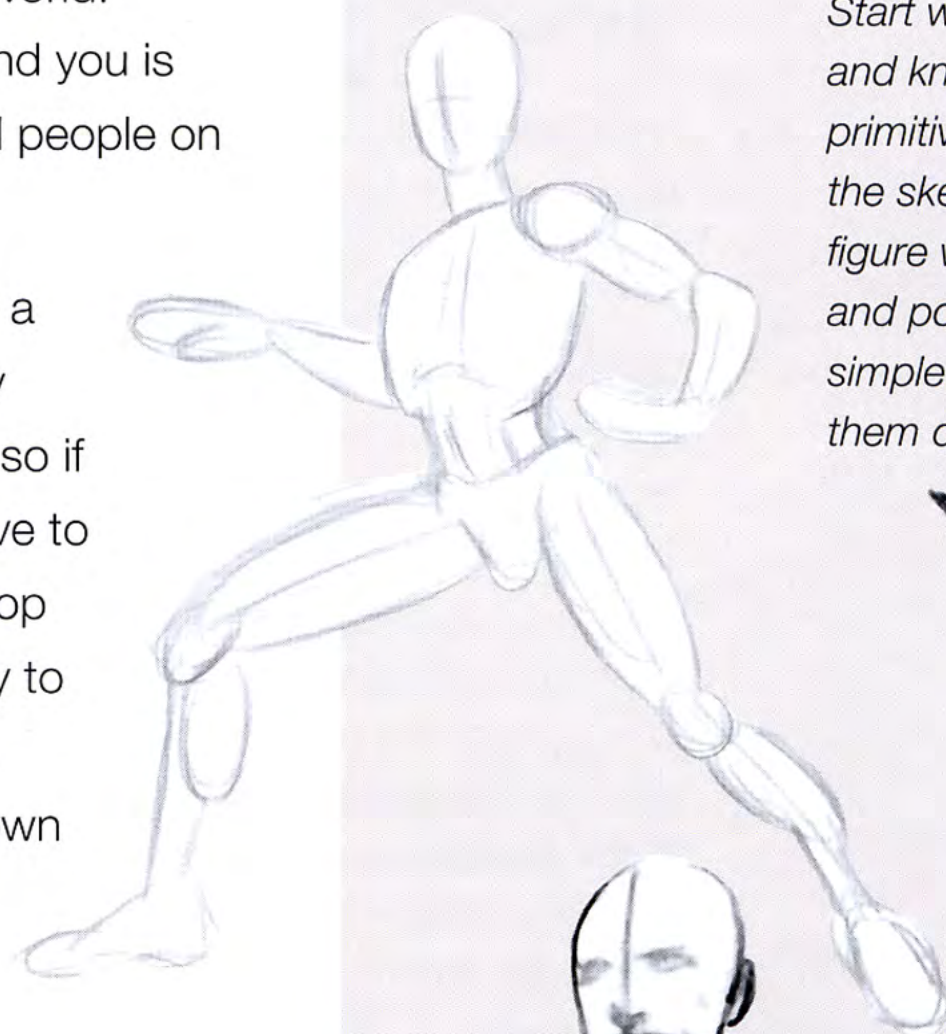 nd you is
people on
a
so if
ve to
op
y to
wn
Start w
and kn
primitiv
the ske
figure v
and po
simple
them o